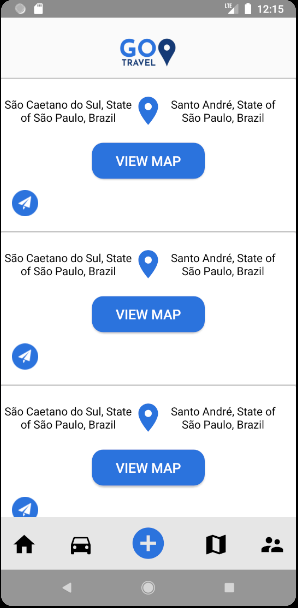 LTE 12:15
GO
TRAVEL
São Caetano do Sul, State
of São Paulo, Brazil
Santo André, State of
São Paulo, Brazil
VIEW MAP
São Caetano do Sul, State
of São Paulo, Brazil
Santo André, State of
São Paulo, Brazil
VIEW MAP
São Caetano do Sul, State
of São Paulo, Brazil
Santo André, State of
São Paulo, Brazil
VIEW MAP